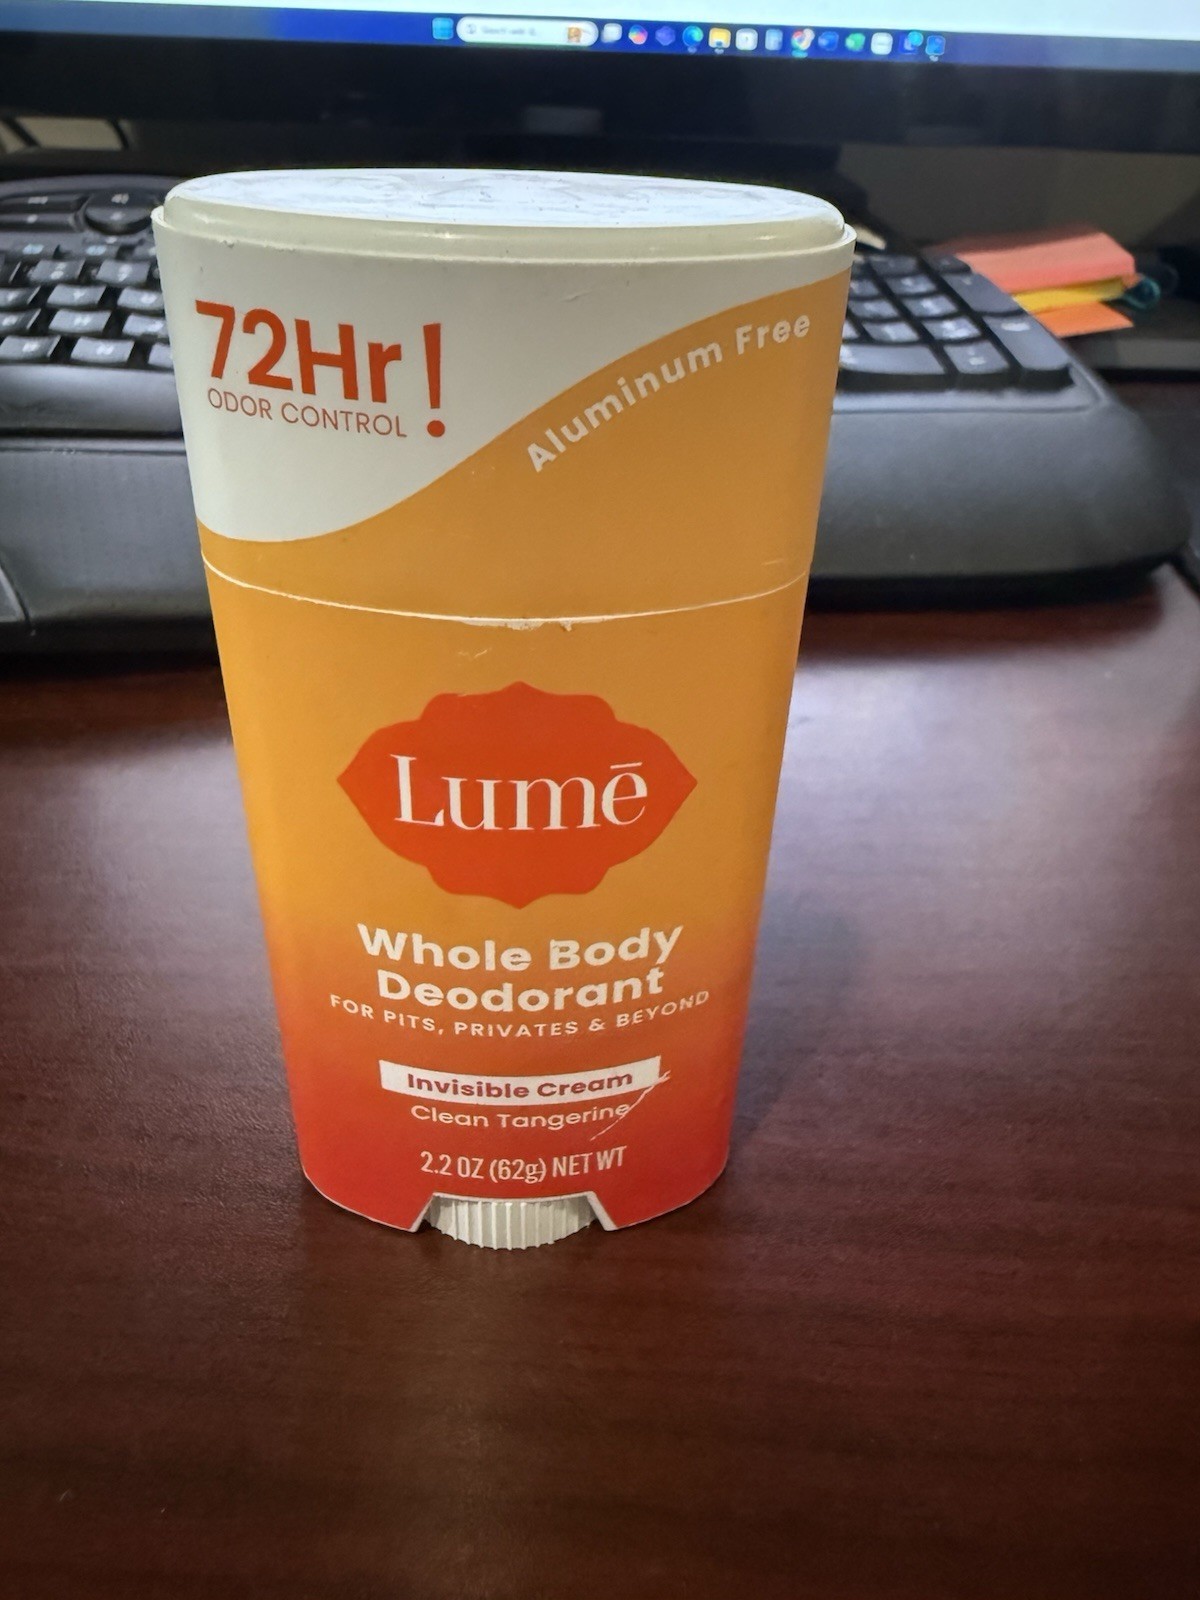 72Hr!
ODOR CONTROL
Aluminum Free
Lumē
Whole Body
Deodorant
FOR PITS, PRIVATES & BEYOND
Invisible Cream
Clean Tangerine
2.2 OZ (62g) NET WT